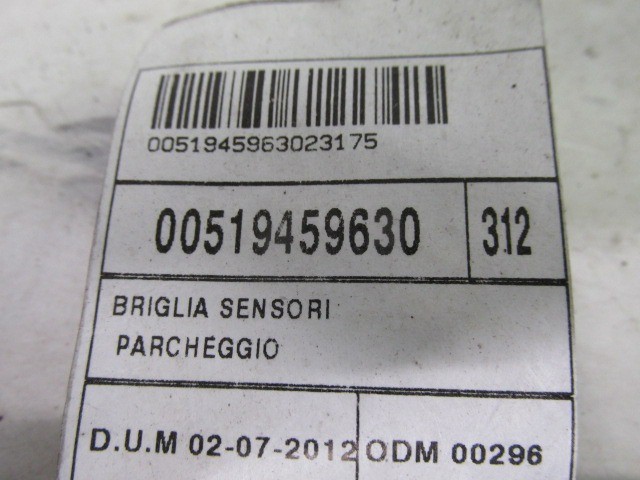 0051945963023175
00519459630 312
BRIGLIA SENSORI
PARCHEGGIO
D.U.M 02-07-2012 ODM 00296